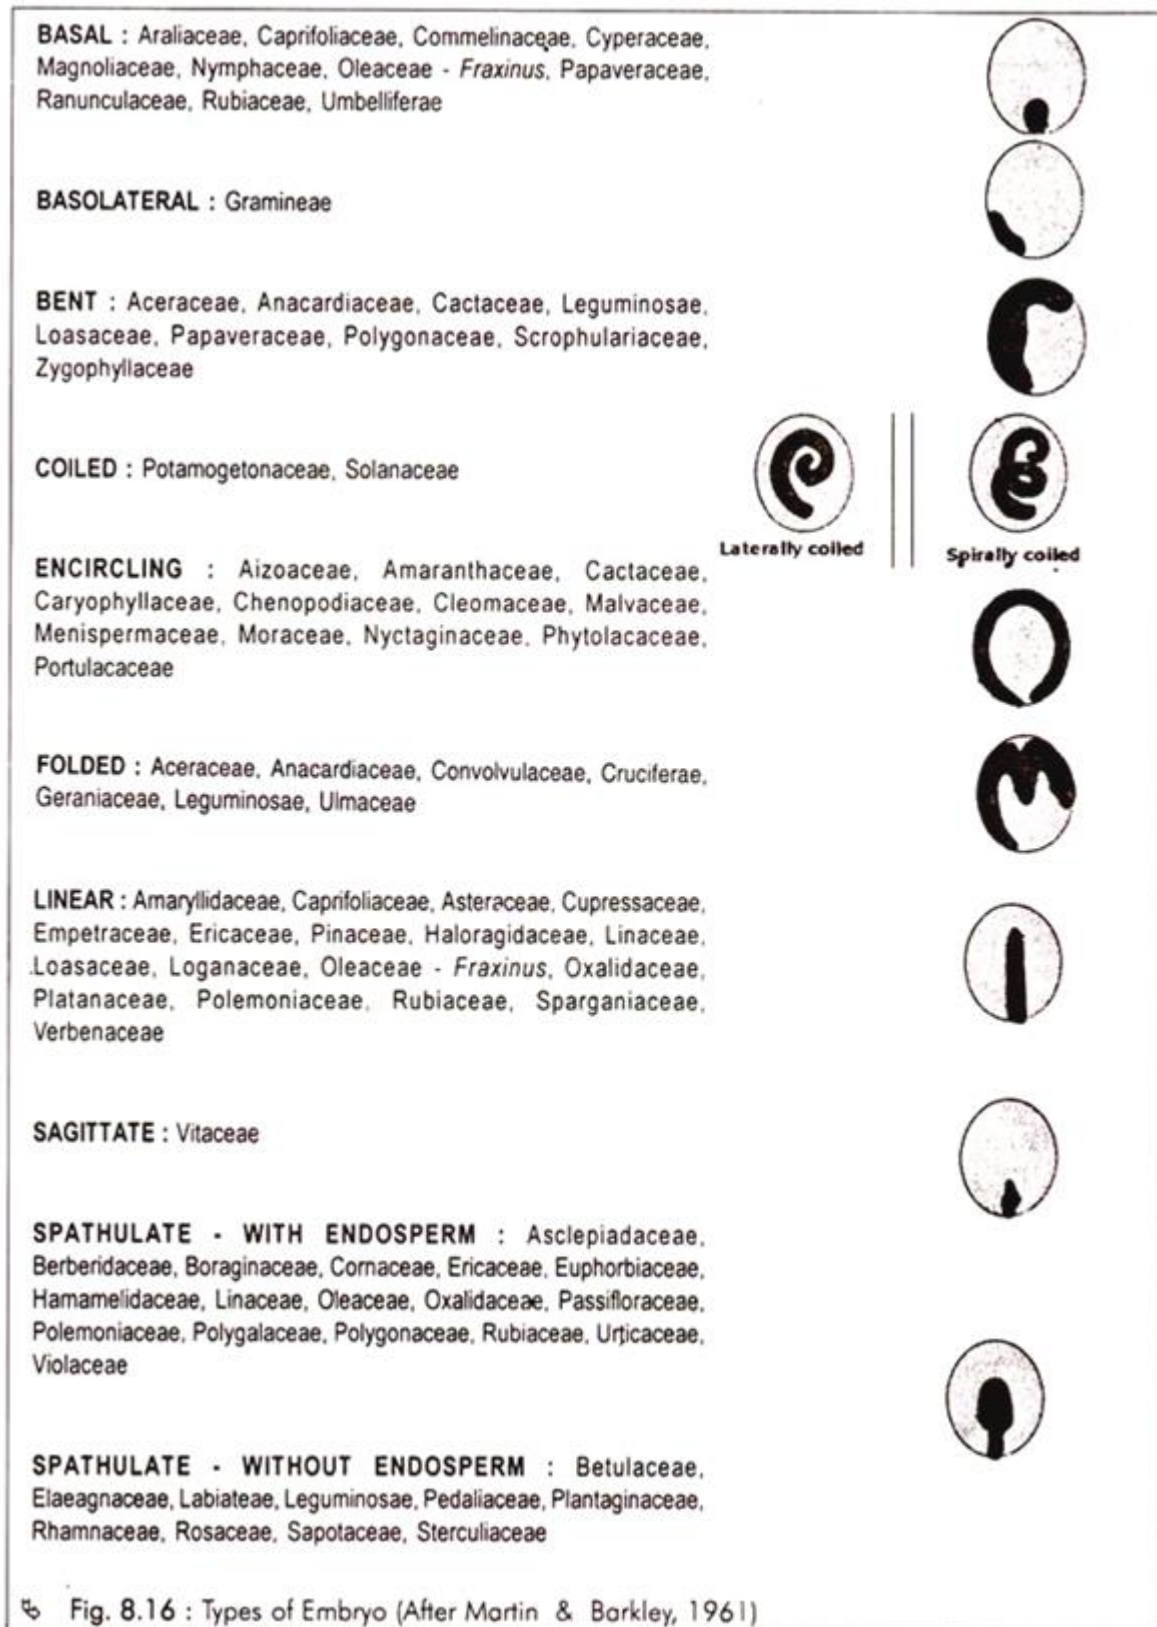 BASAL : Araliaceae, Caprifoliaceae, Commelinaceae, Cyperaceae,
Magnoliaceae, Nymphaceae, Oleaceae - Fraxinus, Papaveraceae,
Ranunculaceae, Rubiaceae, Umbelliferae
BASOLATERAL : Gramineae
BENT : Aceraceae, Anacardiaceae, Cactaceae, Leguminosae,
Loasaceae, Papaveraceae, Polygonaceae, Scrophulariaceae,
Zygophyllaceae
COILED : Potamogetonaceae, Solanaceae
Laterally coiled
Spirally coiled
ENCIRCLING : Aizoaceae, Amaranthaceae, Cactaceae,
Caryophyllaceae, Chenopodiaceae, Cleomaceae, Malvaceae,
Menispermaceae, Moraceae, Nyctaginaceae, Phytolacaceae,
Portulacaceae
FOLDED : Aceraceae, Anacardiaceae, Convolvulaceae, Cruciferae,
Geraniaceae, Leguminosae, Ulmaceae
LINEAR : Amaryllidaceae, Caprifoliaceae, Asteraceae, Cupressaceae,
Empetraceae, Ericaceae, Pinaceae, Haloragidaceae, Linaceae,
Loasaceae, Loganaceae, Oleaceae - Fraxinus, Oxalidaceae,
Platanaceae, Polemoniaceae, Rubiaceae, Sparganiaceae,
Verbenaceae
SAGITTATE : Vitaceae
SPATHULATE - WITH ENDOSPERM : Asclepiadaceae,
Berberidaceae, Boraginaceae, Cornaceae, Ericaceae, Euphorbiaceae,
Hamamelidaceae, Linaceae, Oleaceae, Oxalidaceae, Passifloraceae,
Polemoniaceae, Polygalaceae, Polygonaceae, Rubiaceae, Urticaceae,
Violaceae
SPATHULATE - WITHOUT ENDOSPERM : Betulaceae,
Elaeagnaceae, Labiateae, Leguminosae, Pedaliaceae, Plantaginaceae,
Rhamnaceae, Rosaceae, Sapotaceae, Sterculiaceae
Fig. 8.16 : Types of Embryo (After Martin & Barkley, 1961)